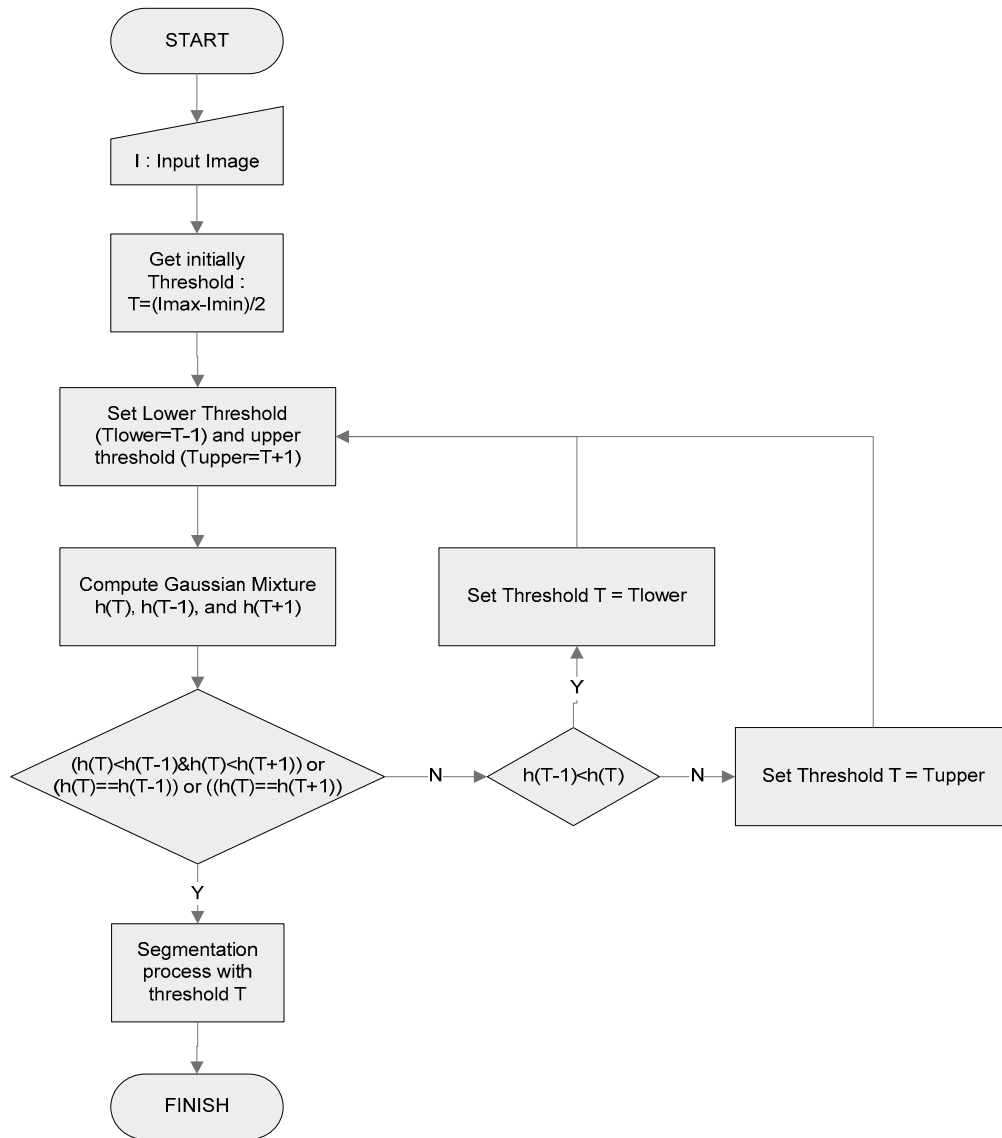 START
I : Input Image
Get initially
Threshold :
T=(Imax-Imin)/2
Set Lower Threshold
(Tlower=T-1) and upper
threshold (Tupper=T+1)
Compute Gaussian Mixture
h(T), h(T-1), and h(T+1)
Set Threshold T = Tlower
Y
(h(T)<h(T-1)&h(T)<h(T+1)) or
(h(T)==h(T-1)) or ((h(T)==h(T+1))
N
h(T-1)<h(T)
N
Set Threshold T = Tupper
Y
Segmentation
process with
threshold T
FINISH